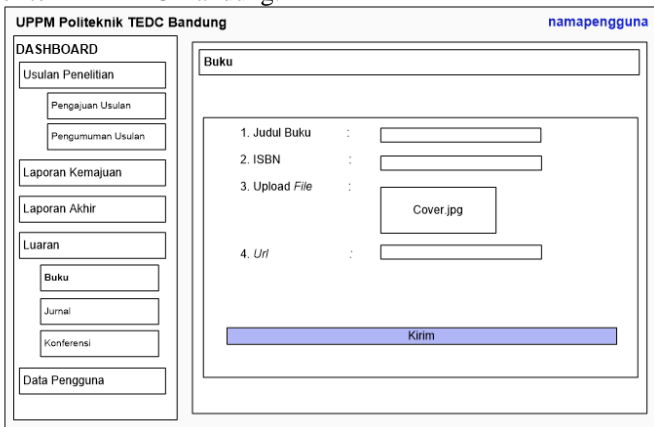 UPPM Politeknik TEDC Bandung
namapengguna
DASHBOARD
Usulan Penelitian
Pengajuan Usulan
Pengumuman Usulan
Laporan Kemajuan
Laporan Akhir
Luaran
Buku
Jurnal
Konferensi
Data Pengguna
Buku
1. Judul Buku :
2. ISBN :
3. Upload File :
Cover.jpg
4. Url :
Kirim